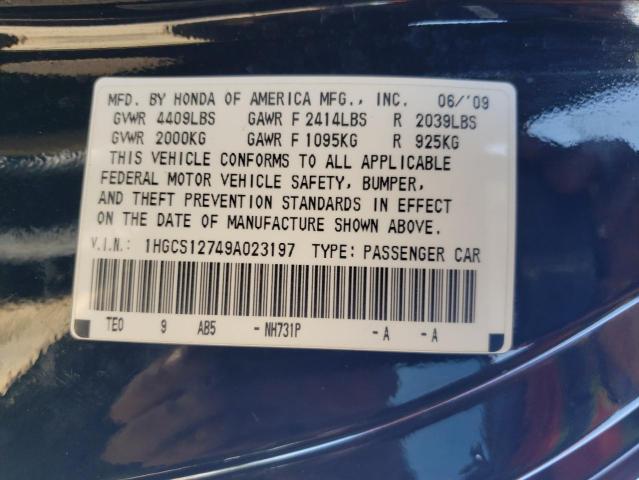 MFD. BY HONDA OF AMERICA MFG., INC. 06/'09
GVWR 4409LBS GAWR F 2414LBS R 2039LBS
GVWR 2000KG GAWR F 1095KG R 925KG
THIS VEHICLE CONFORMS TO ALL APPLICABLE
FEDERAL MOTOR VEHICLE SAFETY, BUMPER,
AND THEFT PREVENTION STANDARDS IN EFFECT
ON THE DATE OF MANUFACTURE SHOWN ABOVE.
V.I.N.: 1HGCS12749A023197 TYPE: PASSENGER CAR
TE0 9 AB5 - NH731P - A - A